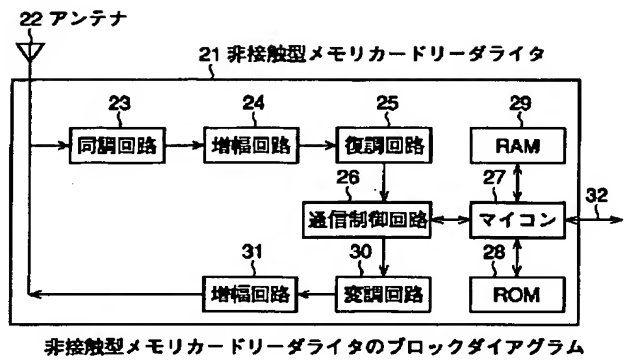 22 アンテナ
21 非接触型メモリカードリーダライタ
23 24 25 29
同調回路 増幅回路 復調回路 RAM
26 27 32
通信制御回路 マイコン
31 30 28
増幅回路 変調回路 ROM
非接触型メモリカードリーダライタのブロックダイアグラム